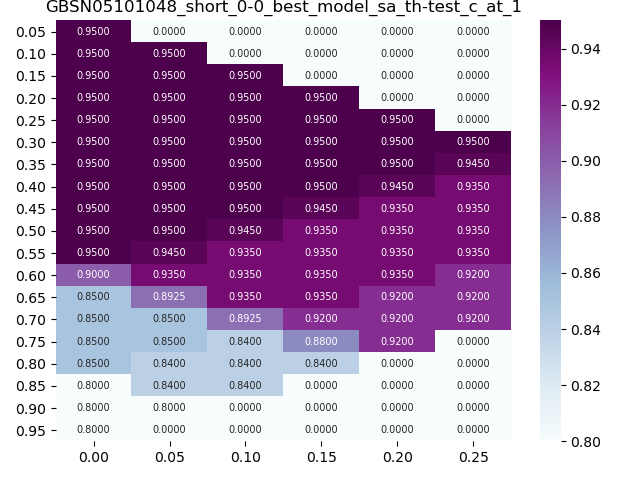 GBSN05101048_short_0-0_best_model_sa_th-test_c_at_1
0.05 0.9500 0.0000 0.0000 0.0000 0.0000 0.0000
0.10 0.9500 0.9500 0.0000 0.0000 0.0000 0.0000
0.15 0.9500 0.9500 0.9500 0.0000 0.0000 0.0000
0.20 0.9500 0.9500 0.9500 0.9500 0.0000 0.0000
0.25 0.9500 0.9500 0.9500 0.9500 0.9500 0.0000
0.30 0.9500 0.9500 0.9500 0.9500 0.9500 0.9500
0.35 0.9500 0.9500 0.9500 0.9500 0.9500 0.9450
0.40 0.9500 0.9500 0.9500 0.9500 0.9450 0.9350
0.45 0.9500 0.9500 0.9500 0.9450 0.9350 0.9350
0.50 0.9500 0.9500 0.9450 0.9350 0.9350 0.9350
0.55 0.9500 0.9450 0.9350 0.9350 0.9350 0.9350
0.60 0.9000 0.9350 0.9350 0.9350 0.9350 0.9200
0.65 0.8500 0.8925 0.9350 0.9350 0.9200 0.9200
0.70 0.8500 0.8500 0.8925 0.9200 0.9200 0.9200
0.75 0.8500 0.8500 0.8400 0.8800 0.9200 0.0000
0.80 0.8500 0.8400 0.8400 0.8400 0.0000 0.0000
0.85 0.8000 0.8400 0.8400 0.0000 0.0000 0.0000
0.90 0.8000 0.8000 0.0000 0.0000 0.0000 0.0000
0.95 0.8000 0.0000 0.0000 0.0000 0.0000 0.0000
0.00 0.05 0.10 0.15 0.20 0.25
0.94
0.92
0.90
0.88
0.86
0.84
0.82
0.80